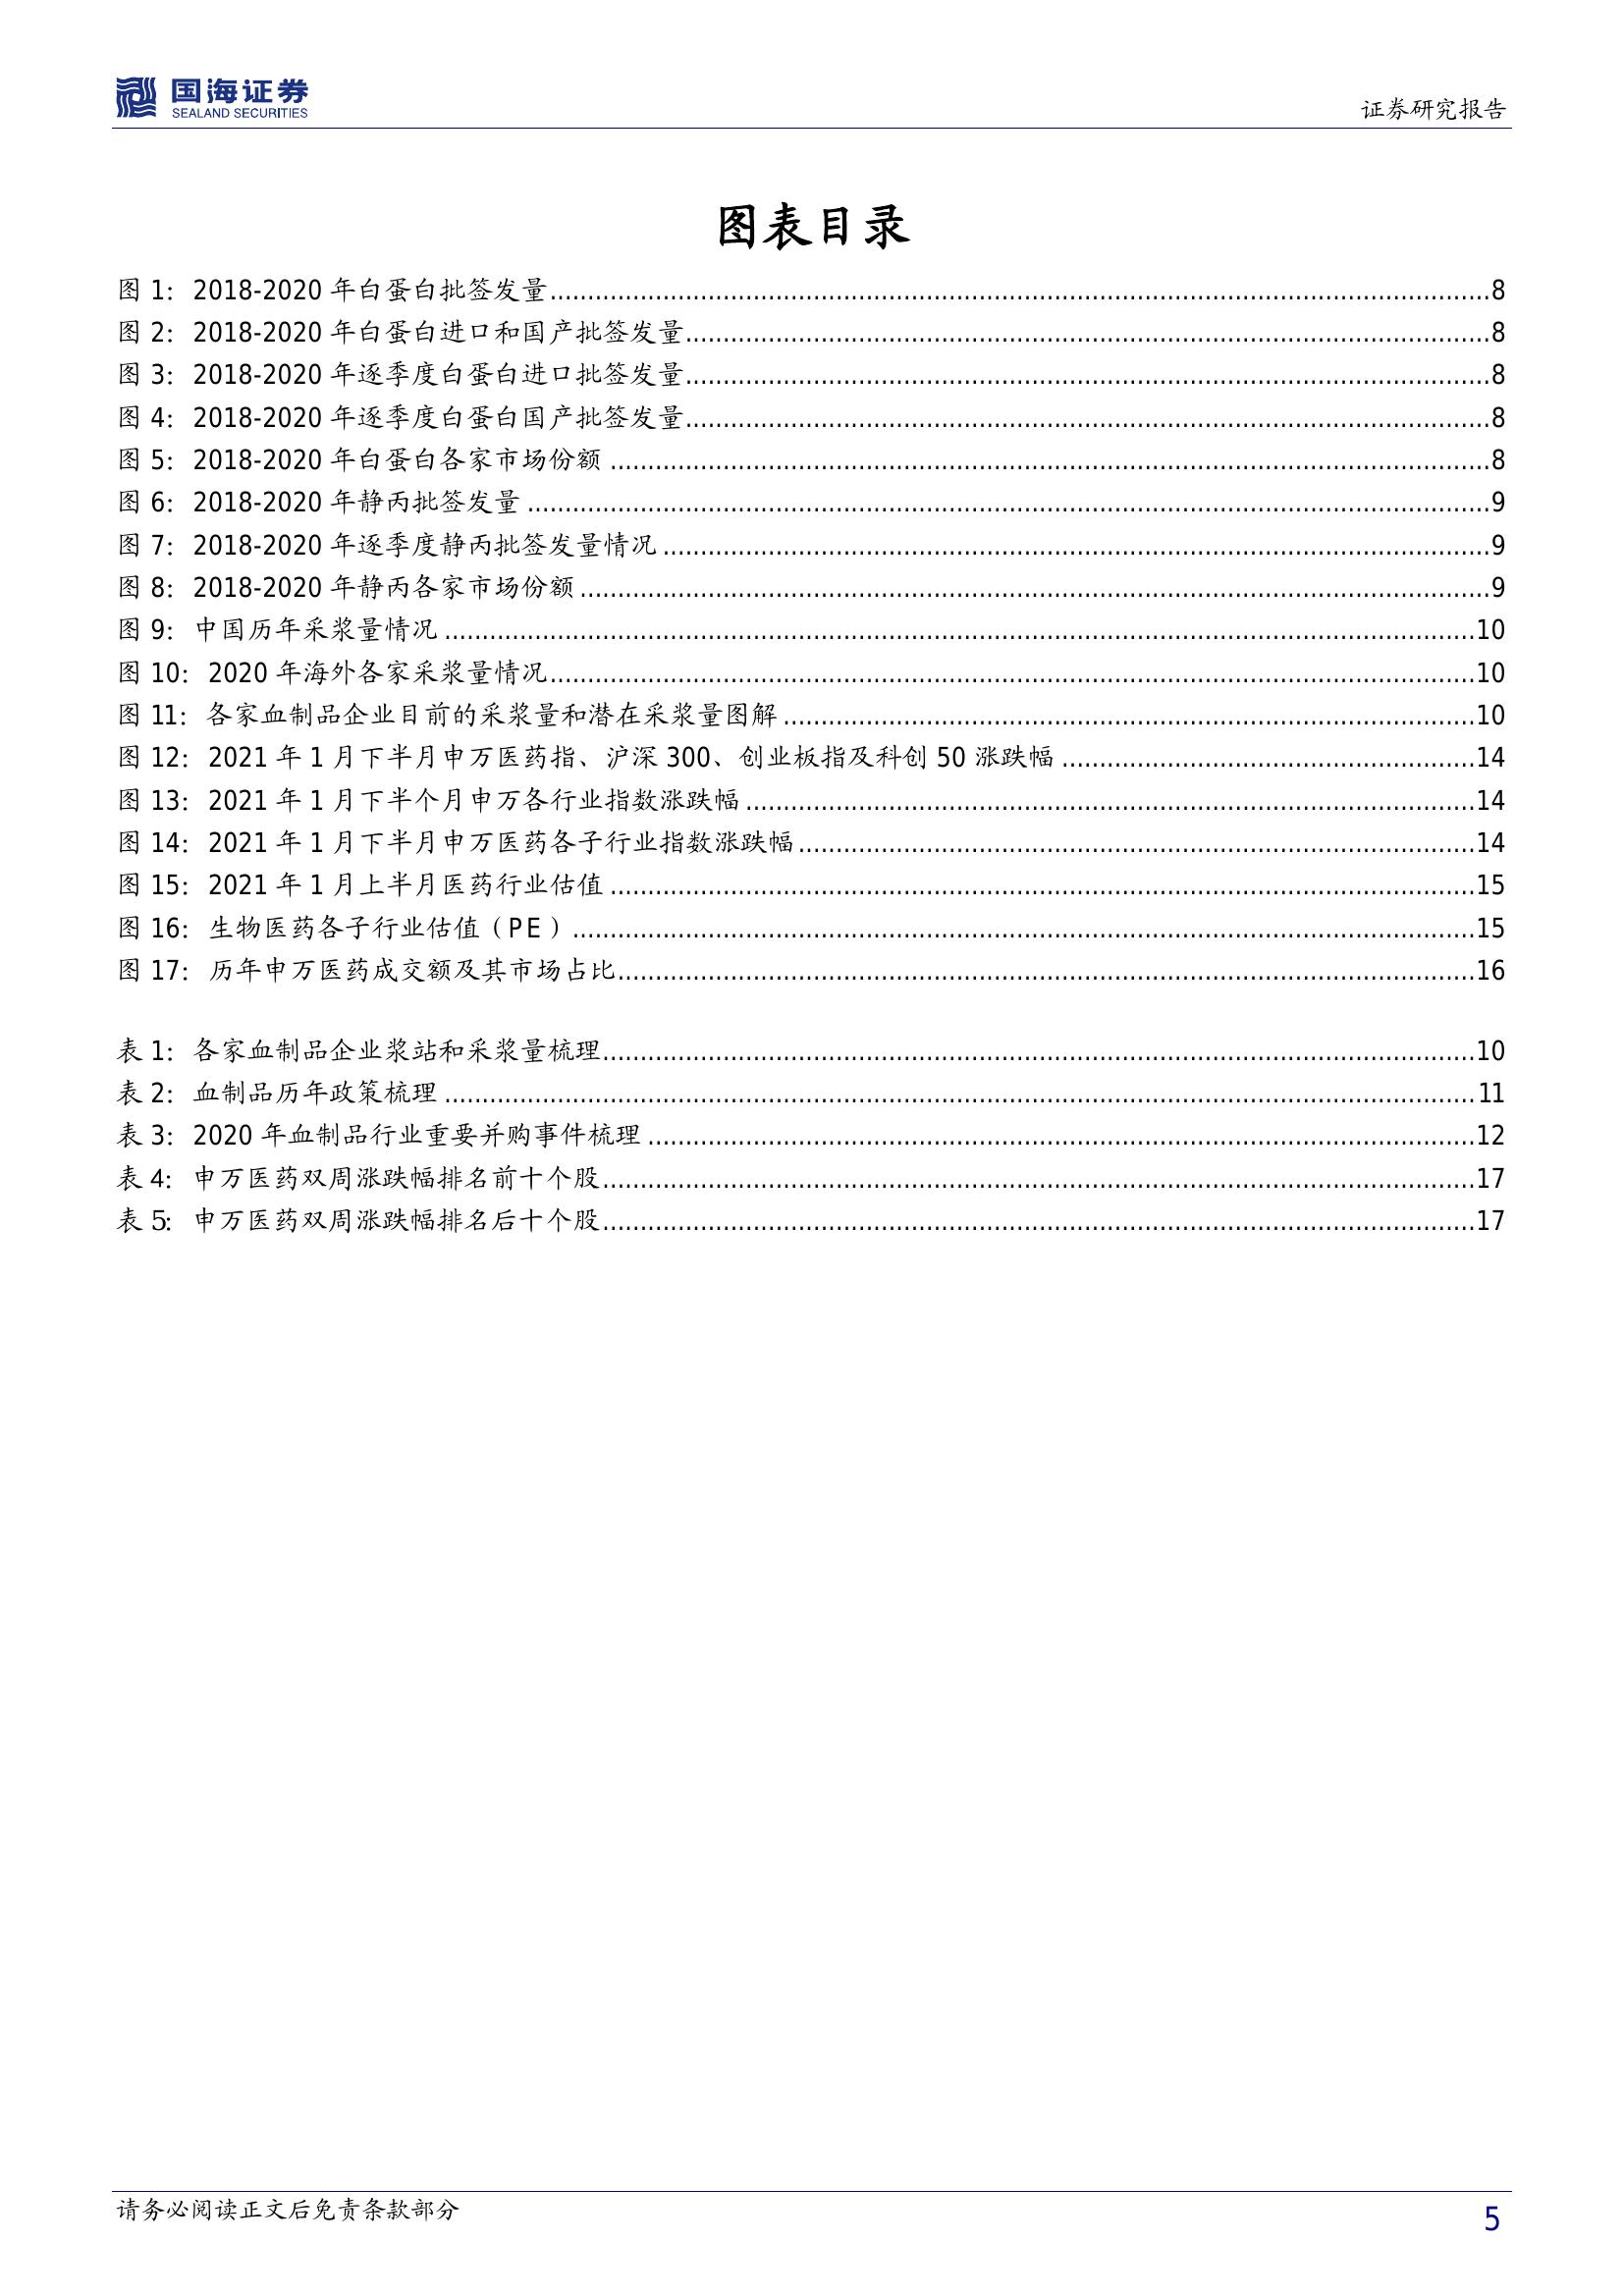 国海证券
SEALAND SECURITIES
证券研究报告
图表目录
图 1：2018-2020 年白蛋白批签发量........8
图 2：2018-2020 年白蛋白进口和国产批签发量........8
图 3：2018-2020 年逐季度白蛋白进口批签发量........8
图 4：2018-2020 年逐季度白蛋白国产批签发量........8
图 5：2018-2020 年白蛋白各家市场份额........8
图 6：2018-2020 年静丙批签发量........9
图 7：2018-2020 年逐季度静丙批签发量情况........9
图 8：2018-2020 年静丙各家市场份额........9
图 9：中国历年采浆量情况........10
图 10：2020 年海外各家采浆量情况........10
图 11：各家血制品企业目前的采浆量和潜在采浆量图解........10
图 12：2021 年 1 月下半月申万医药指、沪深 300、创业板指及科创 50 涨跌幅........14
图 13：2021 年 1 月下半个月申万各行业指数涨跌幅........14
图 14：2021 年 1 月下半月申万医药各子行业指数涨跌幅........14
图 15：2021 年 1 月上半月医药行业估值........15
图 16：生物医药各子行业估值（PE）........15
图 17：历年申万医药成交额及其市场占比........16
表 1：各家血制品企业浆站和采浆量梳理........10
表 2：血制品历年政策梳理........11
表 3：2020 年血制品行业重要并购事件梳理........12
表 4：申万医药双周涨跌幅排名前十个股........17
表 5：申万医药双周涨跌幅排名后十个股........17
请务必阅读正文后免责条款部分
5